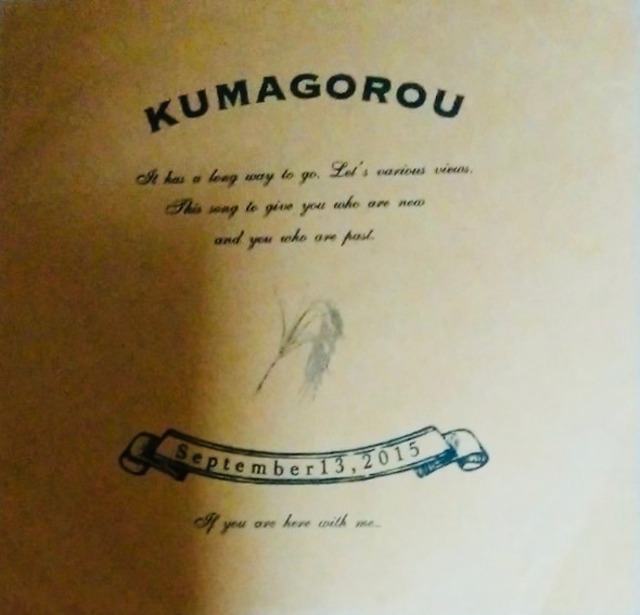 KUMAGOROU
It has a long way to go. Let's various views.
This song to give you who are new
and you who are past.
September13,2015
If you are here with me...